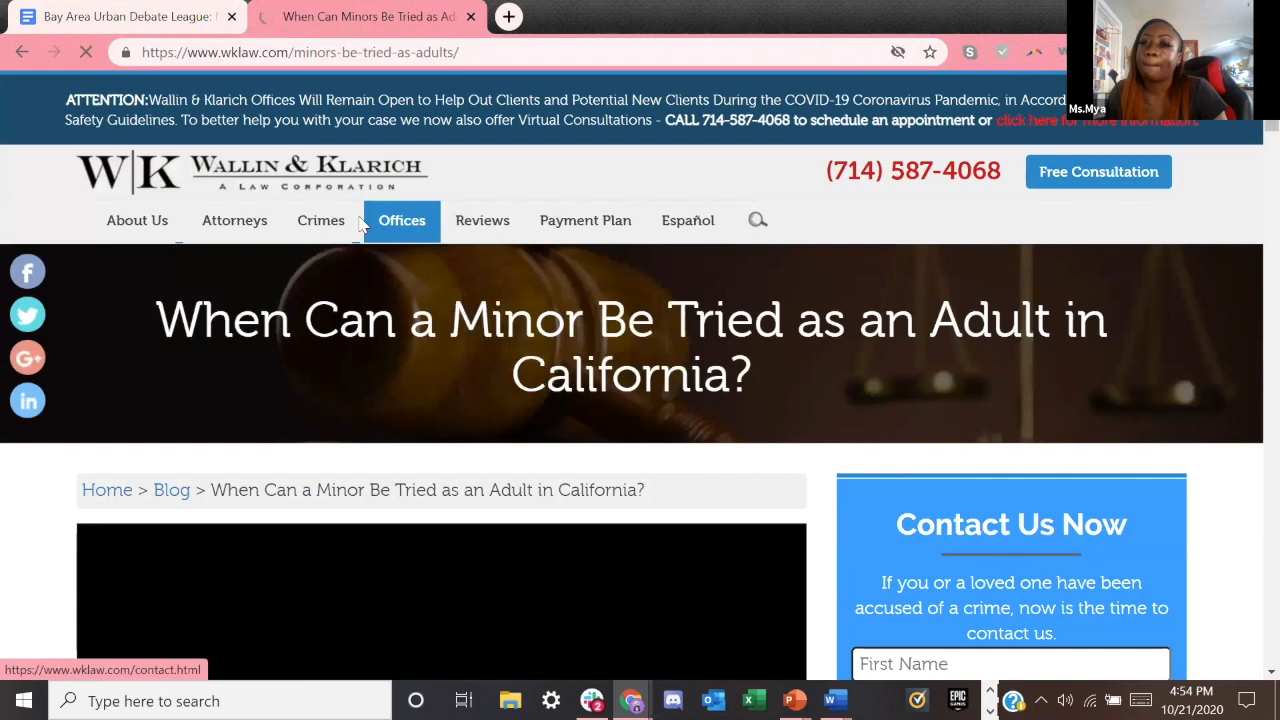 Bay Area Urban Debate League:
When Can Minors Be Tried as Ad
https://www.wklaw.com/minors-be-tried-as-adults/
Ms.Mya
ATTENTION:Wallin & Klarich Offices Will Remain Open to Help Out Clients and Potential New Clients During the COVID-19 Coronavirus Pandemic, in Accord
Safety Guidelines. To better help you with your case we now also offer Virtual Consultations - CALL 714-587-4068 to schedule an appointment or click here for more information.
W|K WALLIN & KLARICH
A LAW CORPORATION
(714) 587-4068
Free Consultation
About Us Attorneys Crimes Offices Reviews Payment Plan Español
When Can a Minor Be Tried as an Adult in
California?
Home > Blog > When Can a Minor Be Tried as an Adult in California?
Contact Us Now
If you or a loved one have been
accused of a crime, now is the time to
contact us.
First Name
https://www.wklaw.com/contact.html
Type here to search
EPIC
GAMES
4:54 PM
10/21/2020